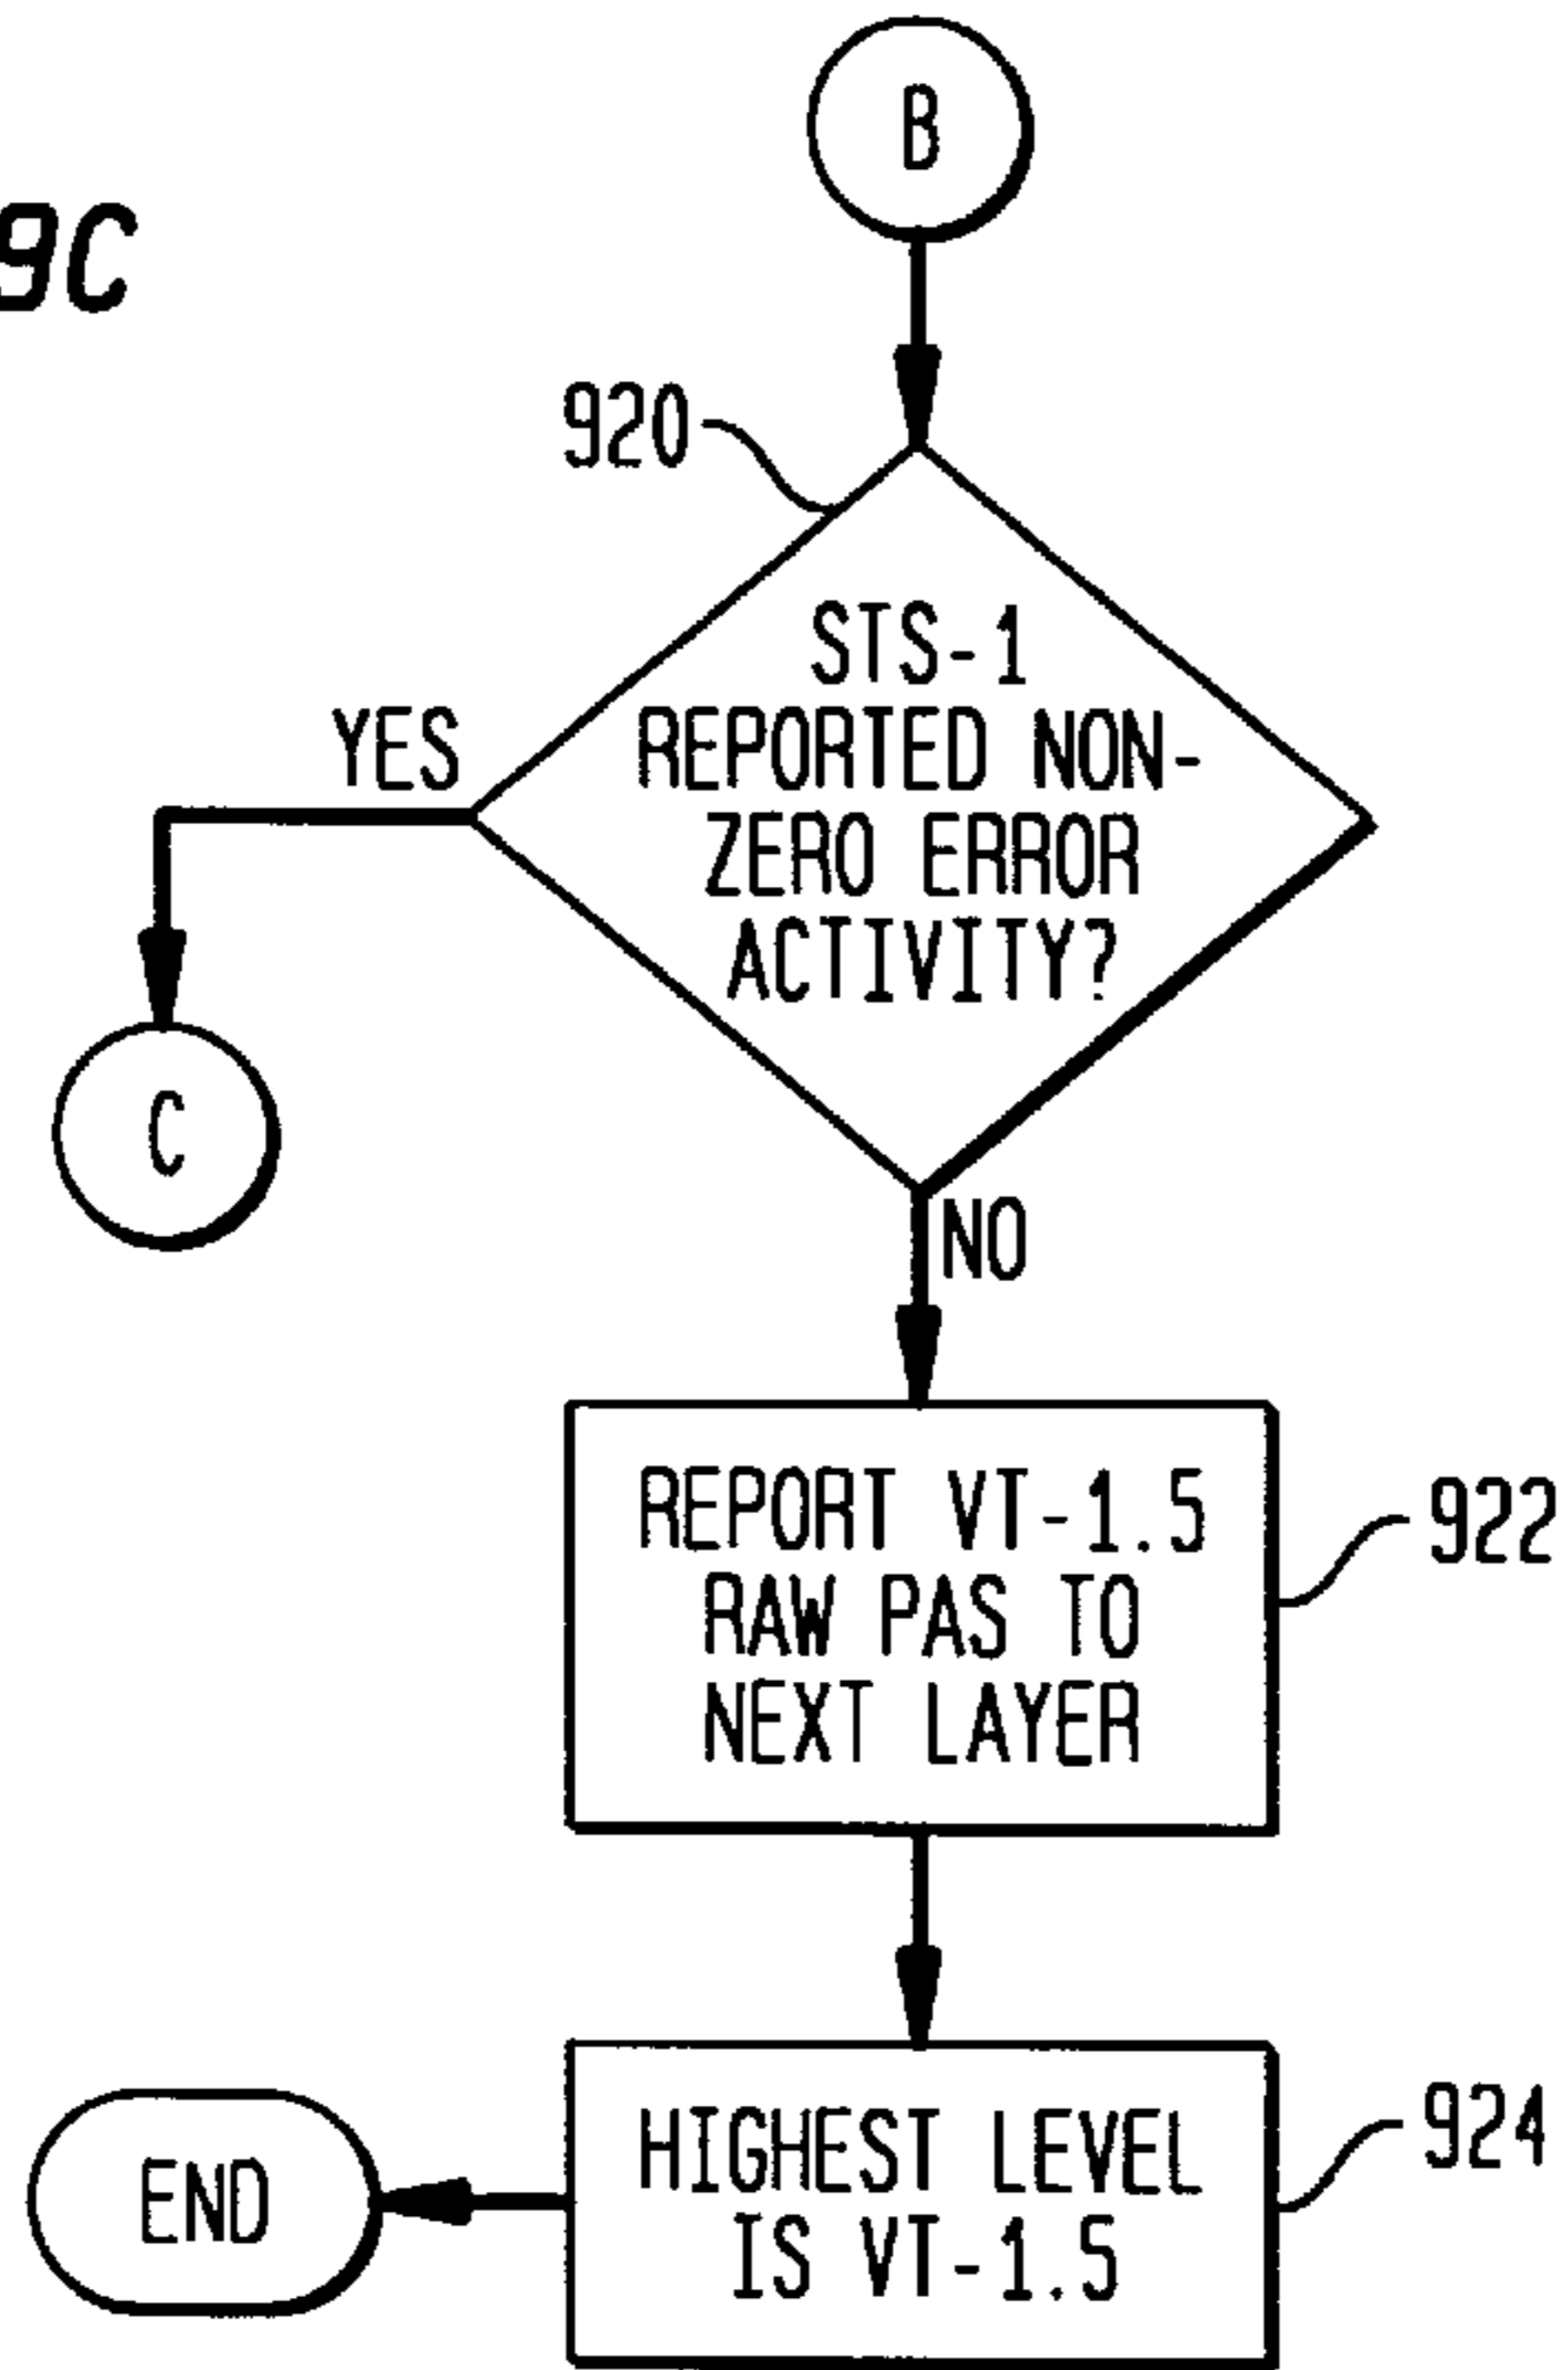 B
9C
920
STS-1
REPORTED NON-
ZERO ERROR
ACTIVITY?
YES
C
NO
REPORT VT-1.5
RAW PAS TO
NEXT LAYER
922
HIGHEST LEVEL
IS VT-1.5
924
END